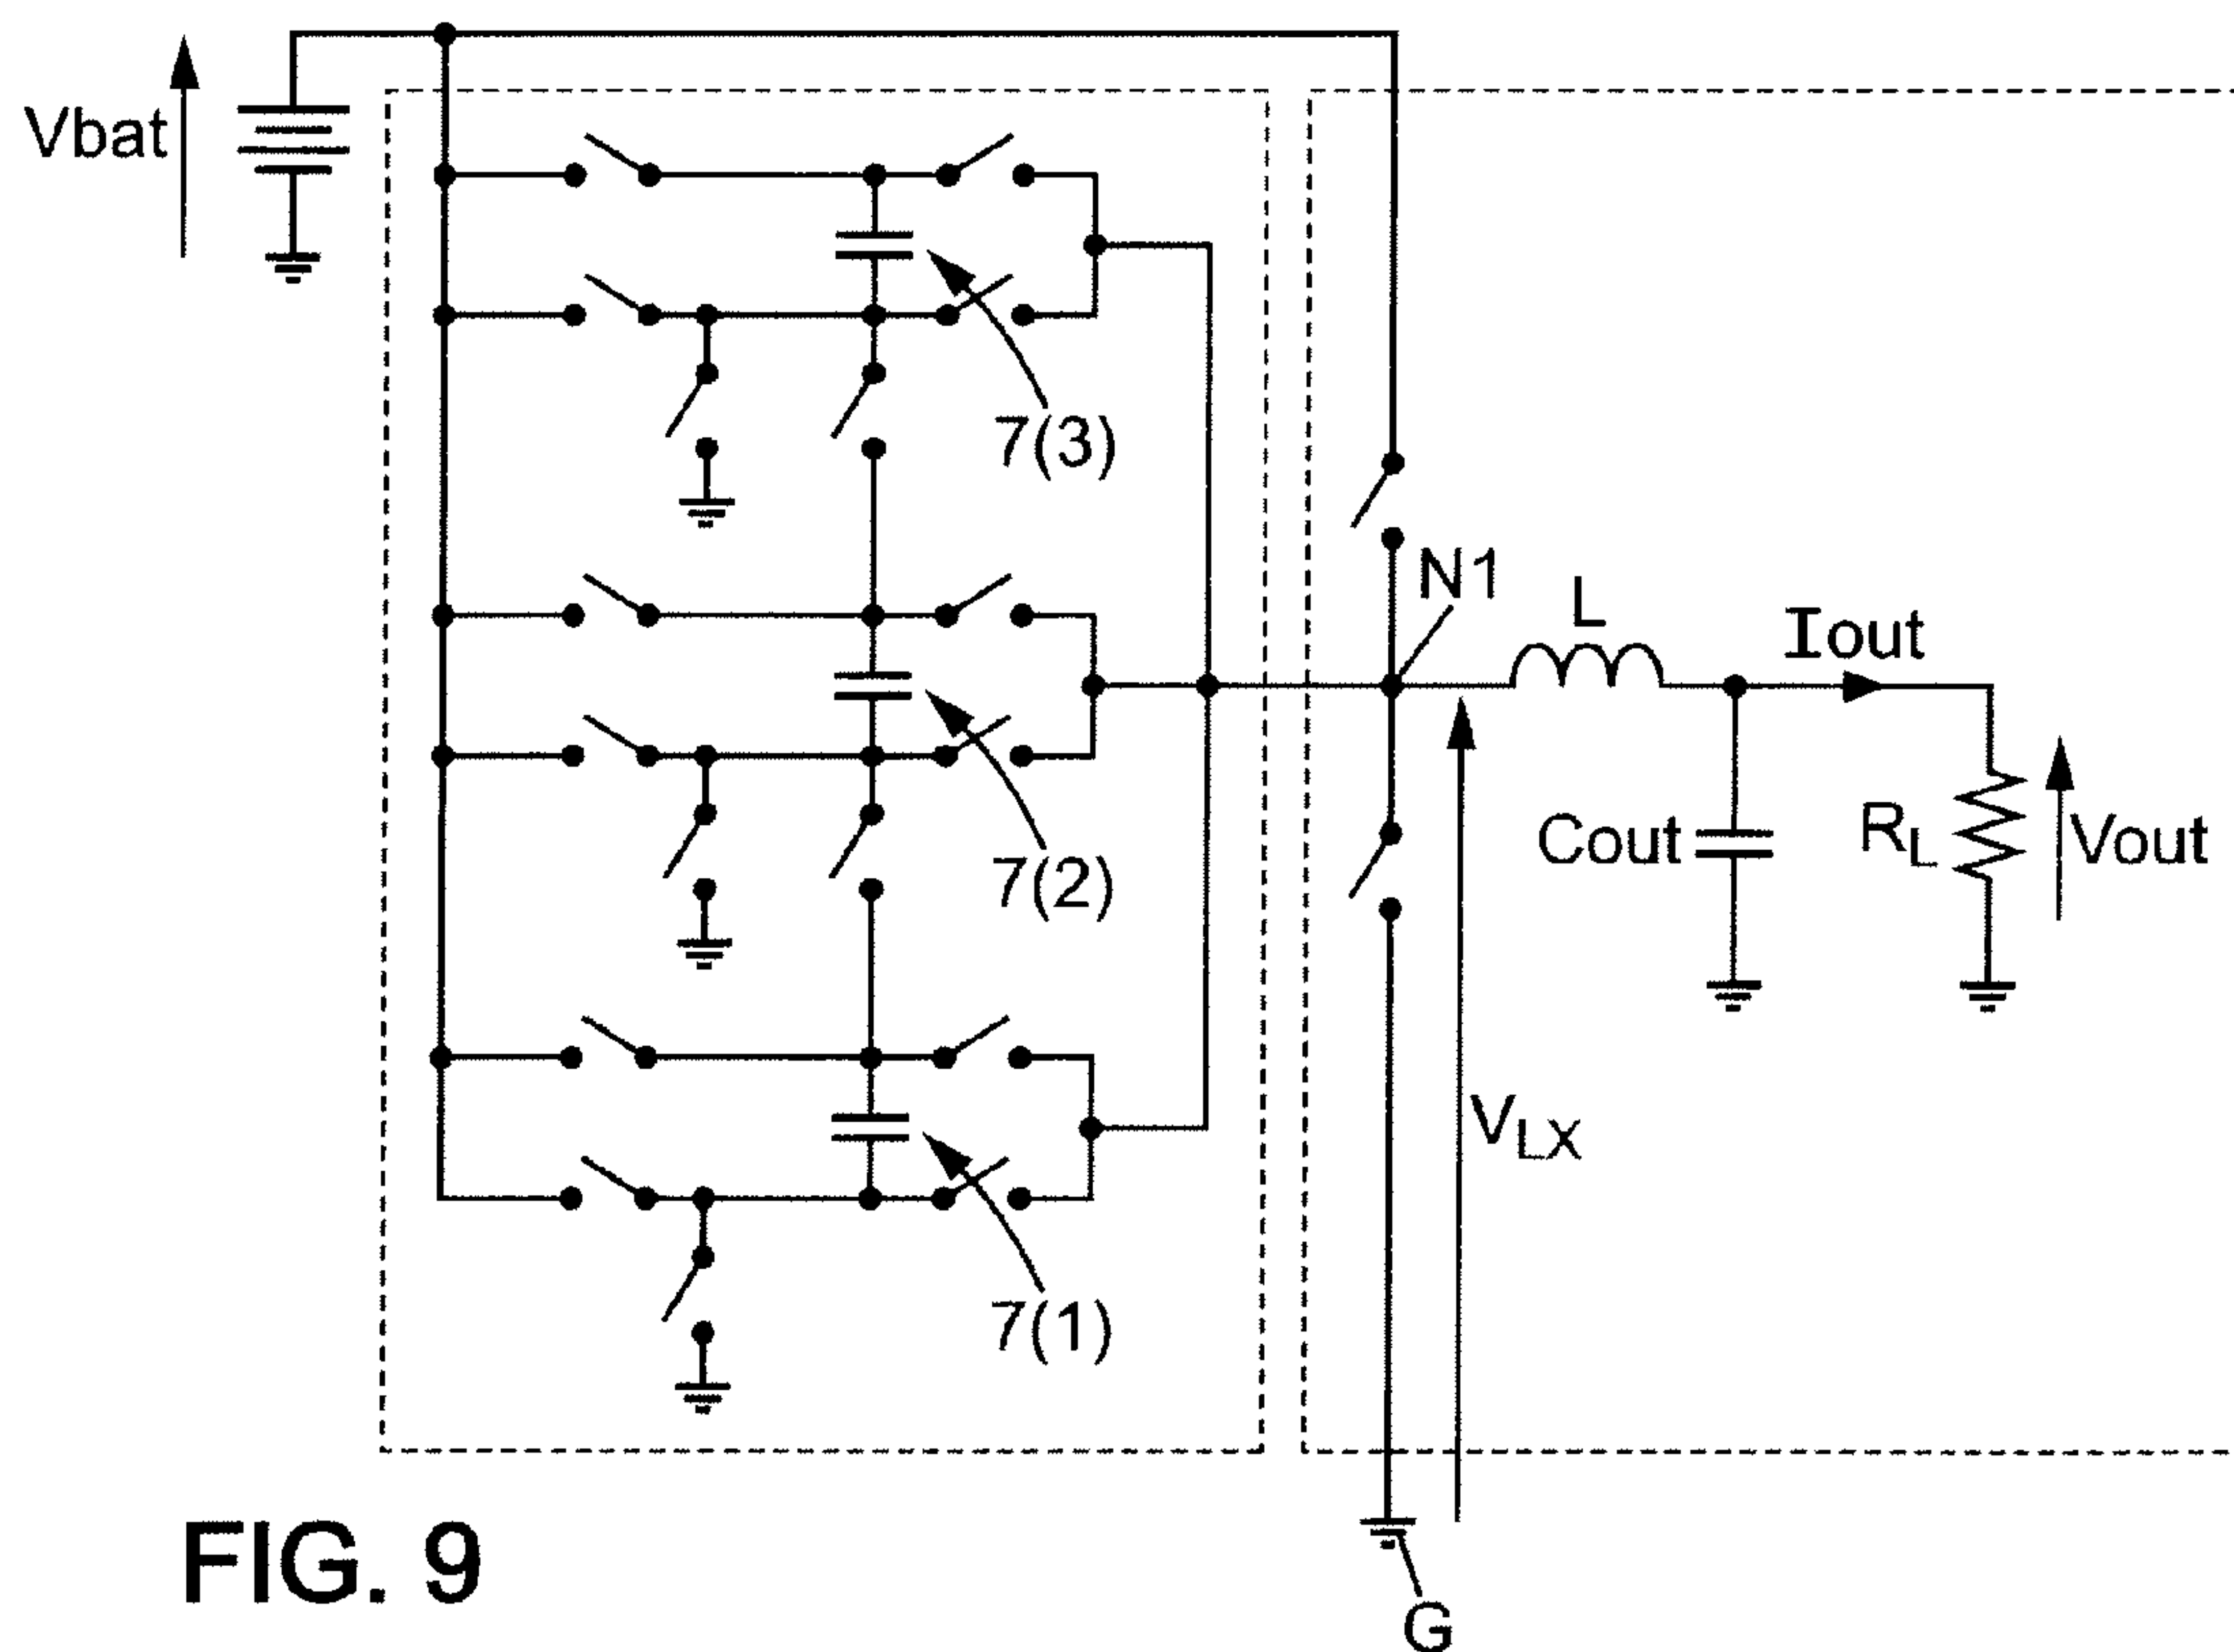 Vbat
7(3)
N1
L
Iout
7(2)
Cout
RL
Vout
VLX
7(1)
FIG. 9
G